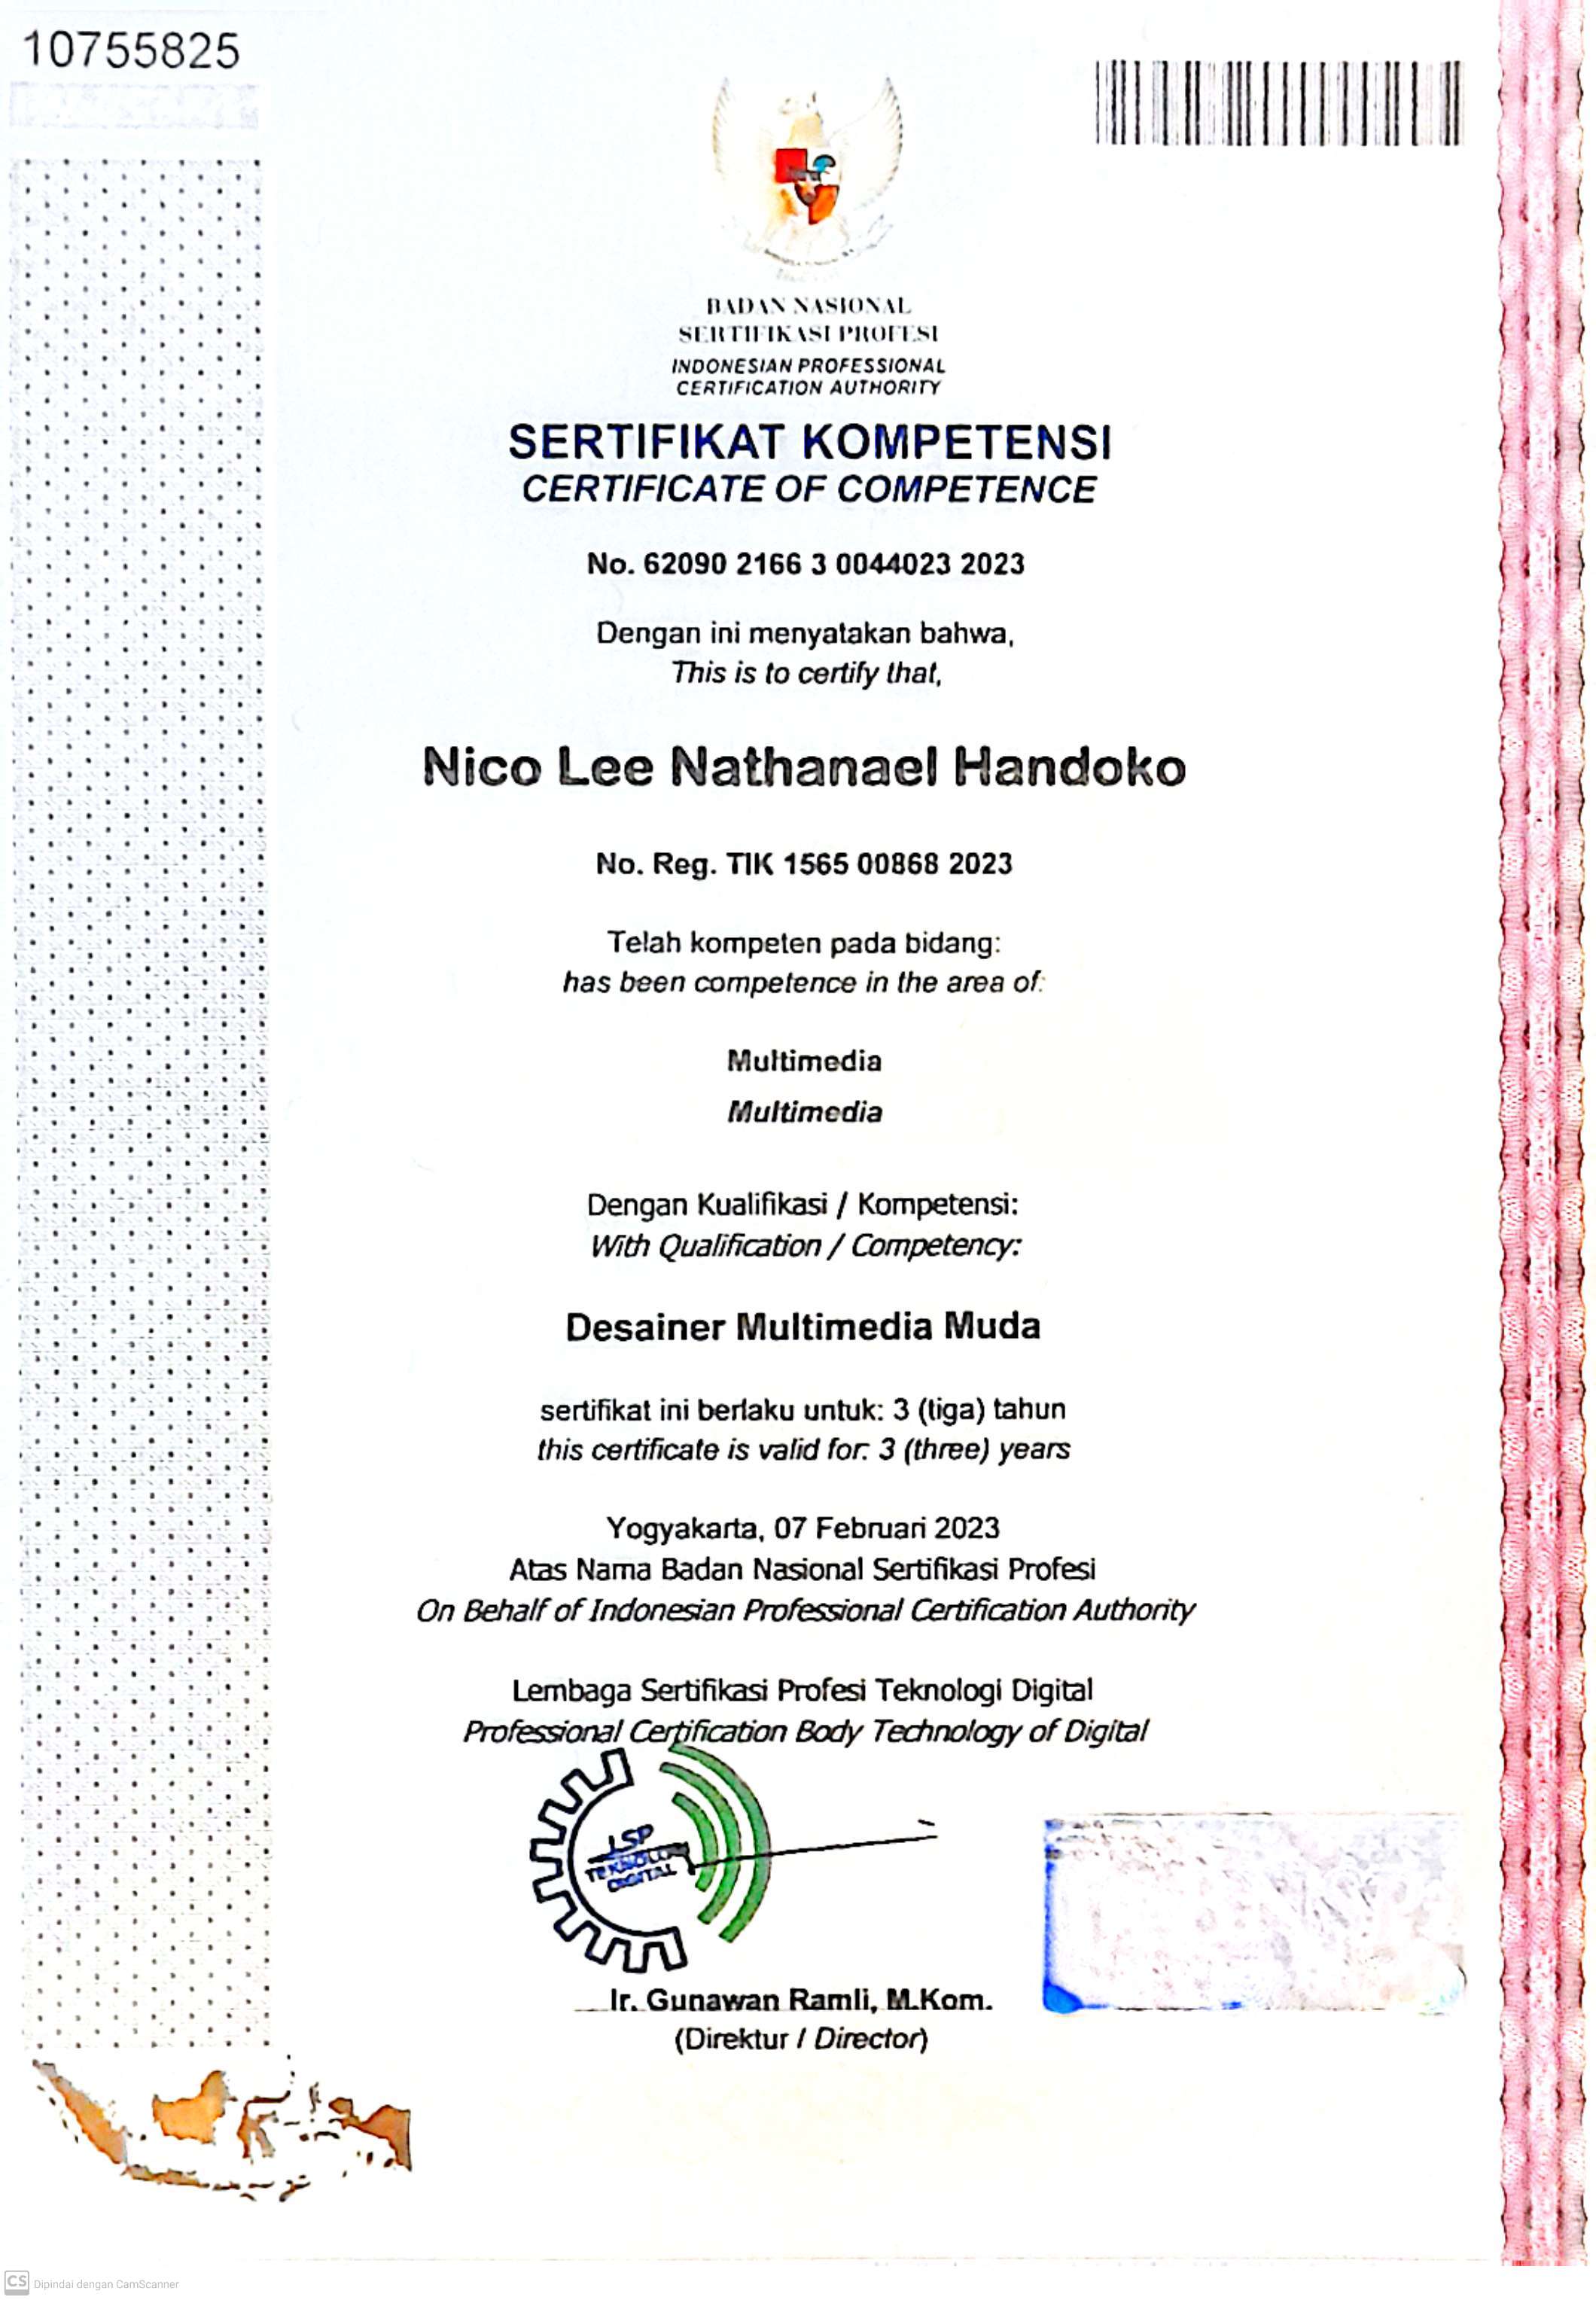 10755825
BADAN NASIONAL
SERTIFIKASI PROFESI
INDONESIAN PROFESSIONAL
CERTIFICATION AUTHORITY
SERTIFIKAT KOMPETENSI
CERTIFICATE OF COMPETENCE
No. 62090 2166 3 0044023 2023
Dengan ini menyatakan bahwa,
This is to certify that,
Nico Lee Nathanael Handoko
No. Reg. TIK 1565 00868 2023
Telah kompeten pada bidang:
has been competence in the area of:
Multimedia
Multimedia
Dengan Kualifikasi / Kompetensi:
With Qualification / Competency:
Desainer Multimedia Muda
sertifikat ini berlaku untuk: 3 (tiga) tahun
this certificate is valid for: 3 (three) years
Yogyakarta, 07 Februari 2023
Atas Nama Badan Nasional Sertifikasi Profesi
On Behalf of Indonesian Professional Certification Authority
Lembaga Sertifikasi Profesi Teknologi Digital
Professional Certification Body Technology of Digital
LSP
DIGITAL
Ir. Gunawan Ramli, M.Kom.
(Direktur / Director)
CS Dipindai dengan CamScanner